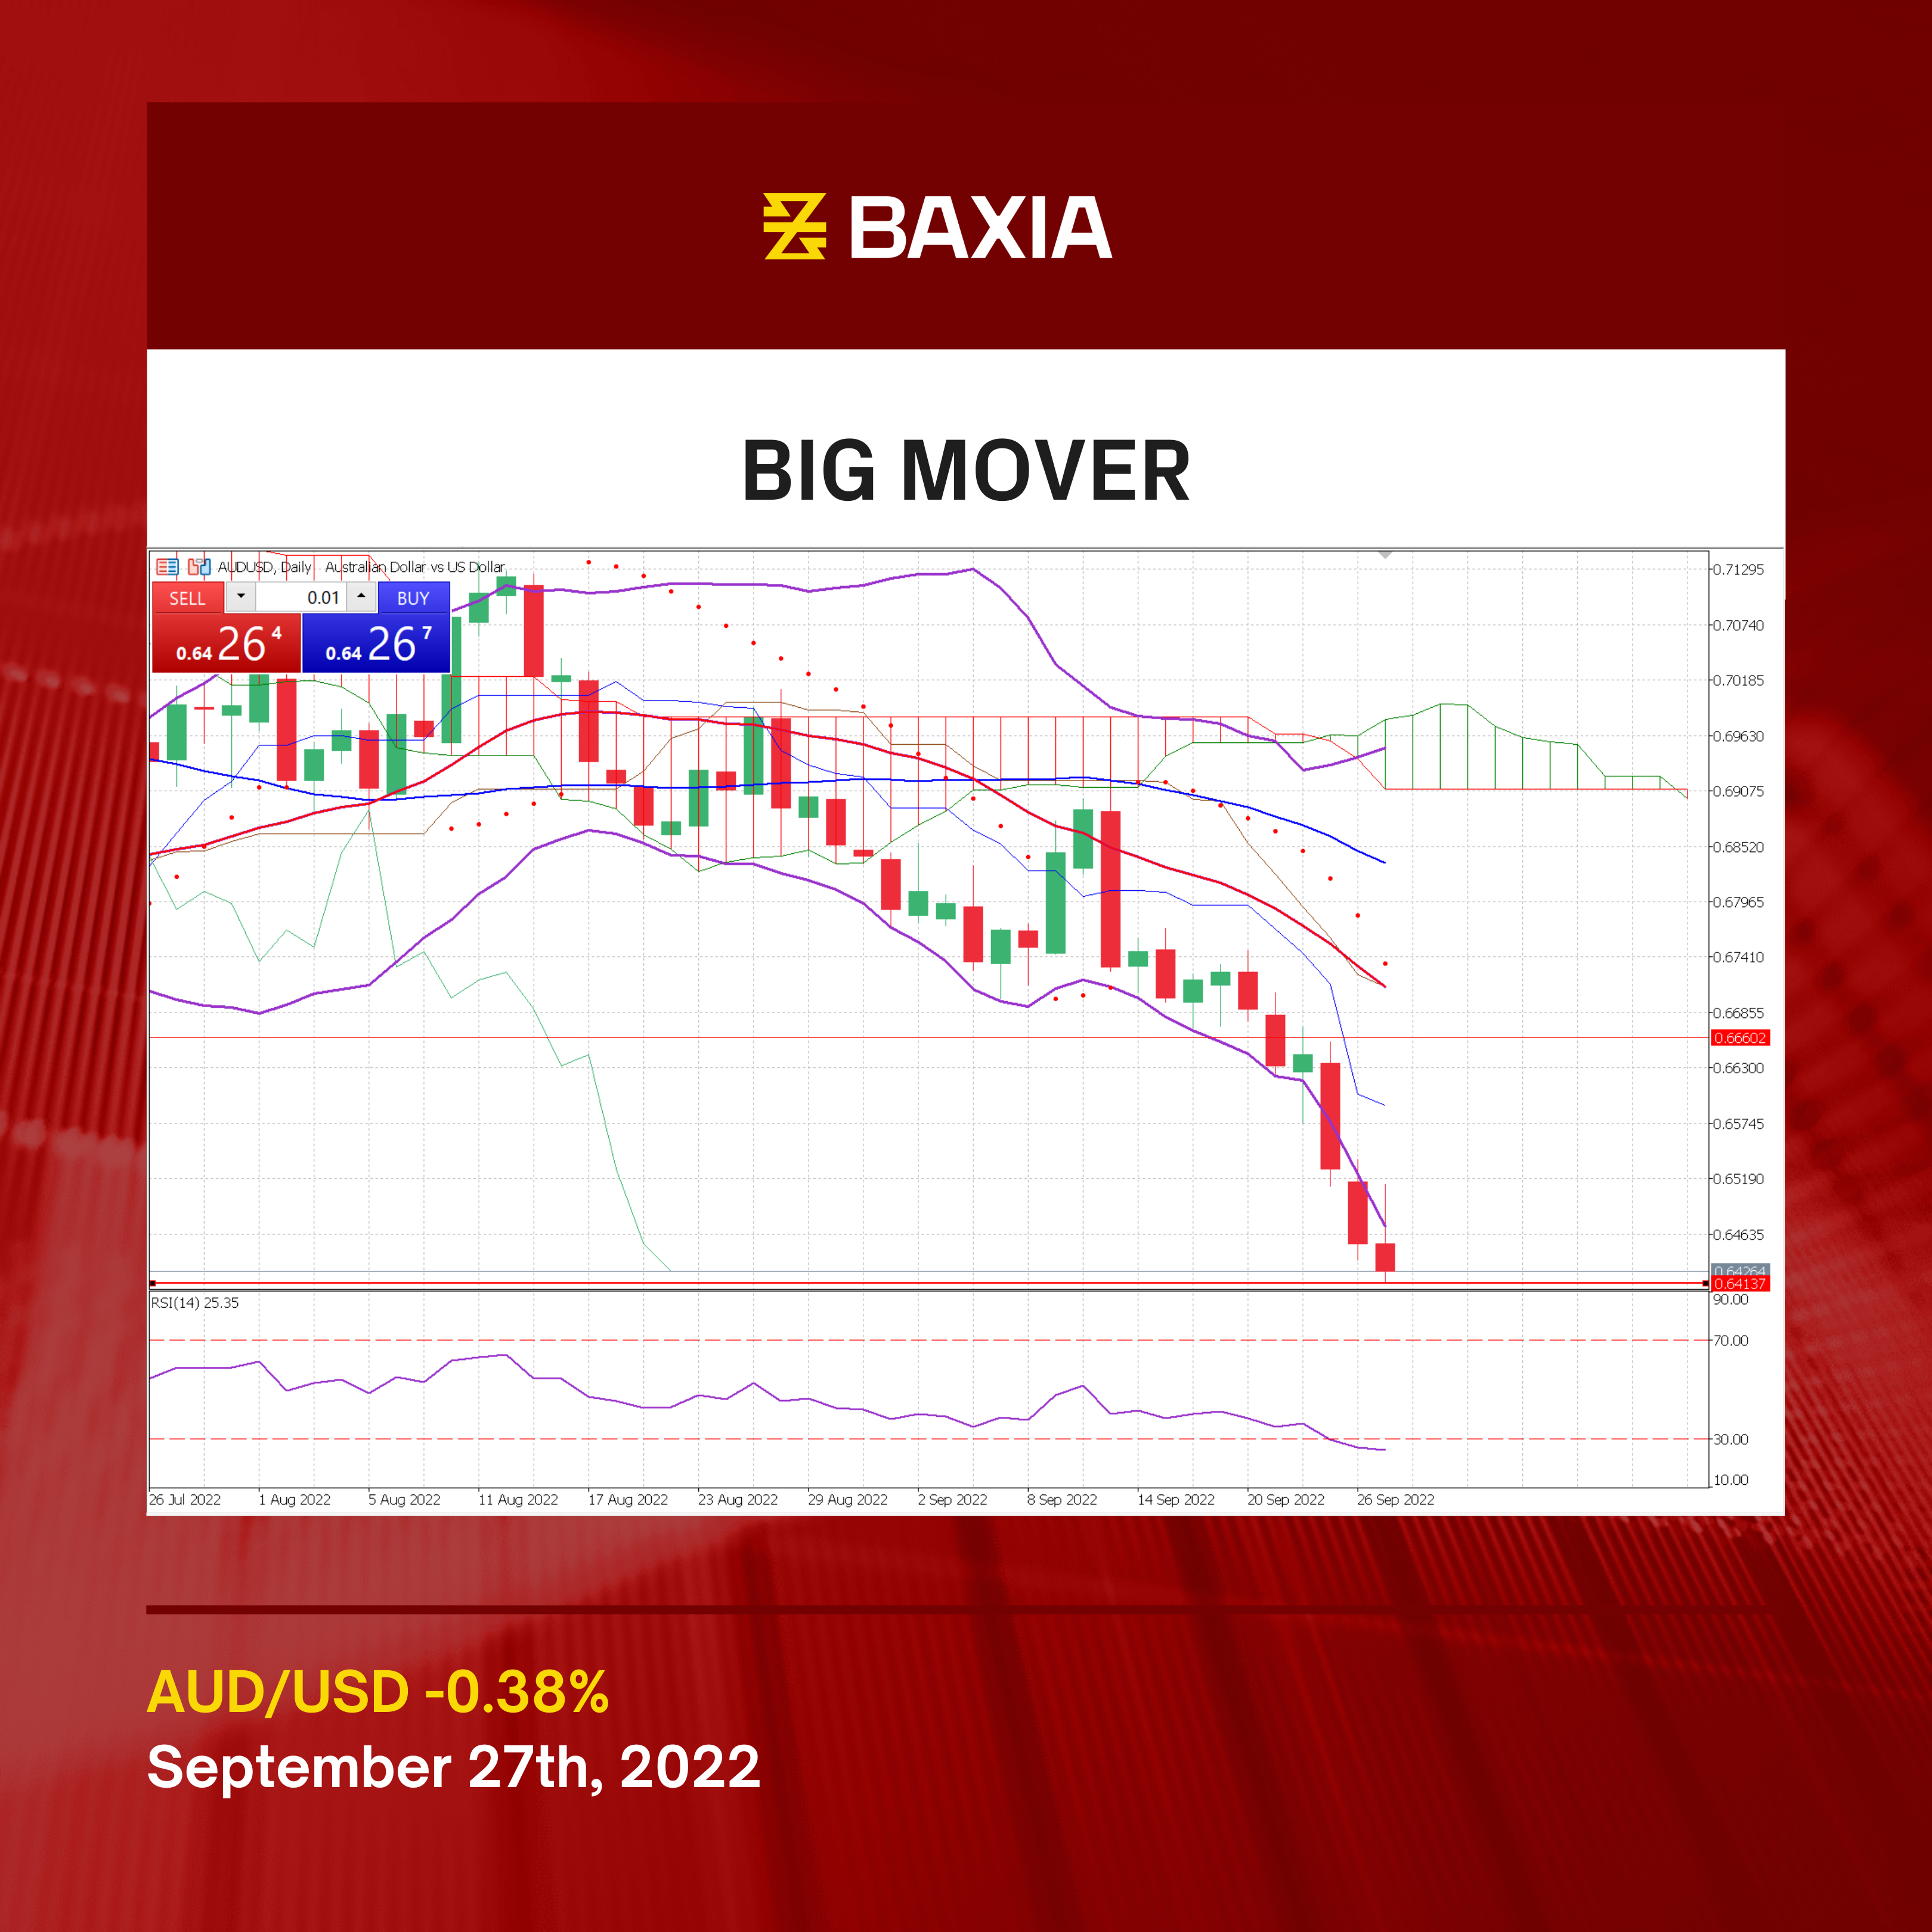 BAXIA
BIG MOVER
AUDUSD, Daily Australian Dollar vs US Dollar
SELL 0.01 BUY
0.64 26 4 0.64 26 7
0.71295
0.70740
0.70185
0.69630
0.69075
0.68520
0.67965
0.67410
0.66855
0.66602
0.66300
0.65745
0.65190
0.64635
0.64264
0.64137
RSI(14) 25.35
90.00
70.00
30.00
10.00
26 Jul 2022 1 Aug 2022 5 Aug 2022 11 Aug 2022 17 Aug 2022 23 Aug 2022 29 Aug 2022 2 Sep 2022 8 Sep 2022 14 Sep 2022 20 Sep 2022 26 Sep 2022
AUD/USD -0.38%
September 27th, 2022